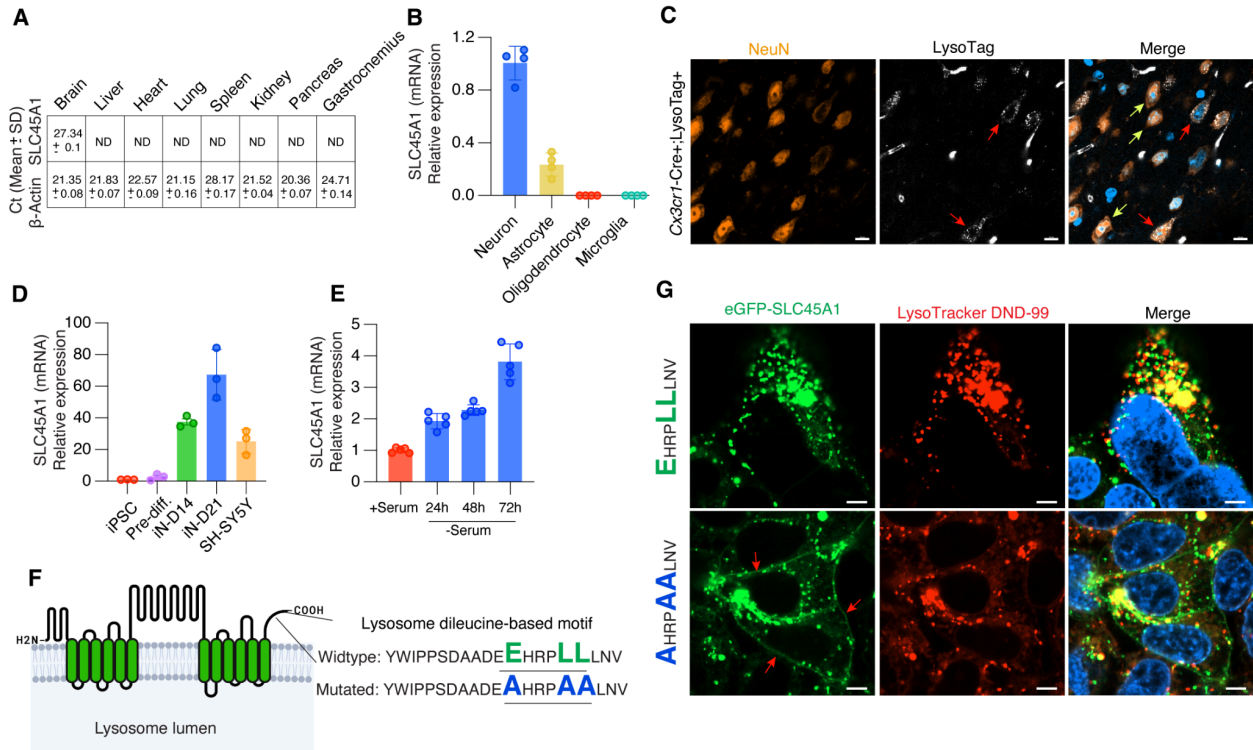 A
Brain
Liver
Heart
Lung
Spleen
Kidney
Pancreas
Gastrocnemius
Ct (Mean ± SD)
SLC45A1
27.34 ± 0.1
ND
ND
ND
ND
ND
ND
ND
β-Actin
21.35 ± 0.08
21.83 ± 0.07
22.57 ± 0.09
21.15 ± 0.16
28.17 ± 0.17
21.52 ± 0.04
20.36 ± 0.07
24.71 ± 0.14
B
SLC45A1 (mRNA)
Relative expression
1.2
0.8
0.4
0.0
Neuron
Astrocyte
Oligodendrocyte
Microglia
C
NeuN
LysoTag
Merge
Cx3cr1-Cre+;LysoTag+
D
SLC45A1 (mRNA)
Relative expression
100
80
60
40
20
0
iPSC
Pre-diff.
iN-D14
iN-D21
SH-SY5Y
E
SLC45A1 (mRNA)
Relative expression
5
4
3
2
1
0
+Serum
24h
48h
72h
-Serum
F
H2N
COOH
Lysosome lumen
Lysosome dileucine-based motif
Widtype: YWIPPSDAADEEHRPLLLNV
Mutated: YWIPPSDAADEAHRPAALNV
G
eGFP-SLC45A1
LysoTracker DND-99
Merge
EHRPLLLNV
AHRPAALNV